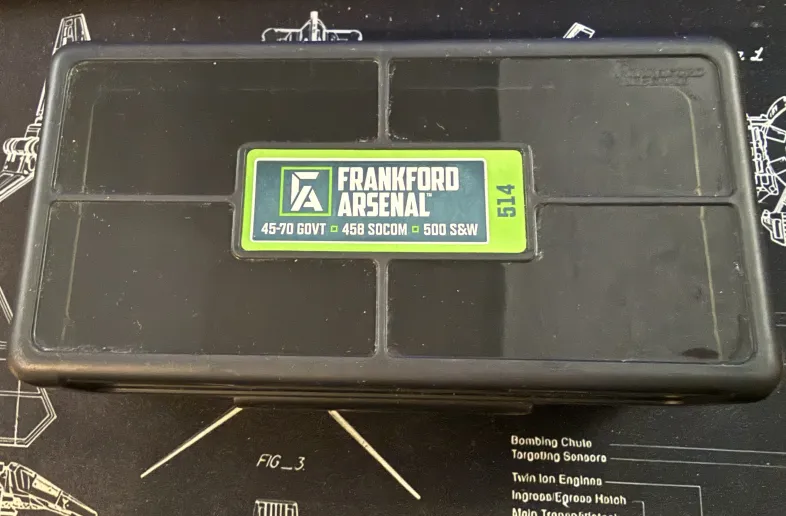 FRANKFORD
ARSENAL™
45-70 GOVT ▫ 458 SOCOM ▫ 500 S&W
514
FIG_3.
Bombing Chute
Targeting Sensors
Twin Ion Engines
Ingress/Egress Hatch